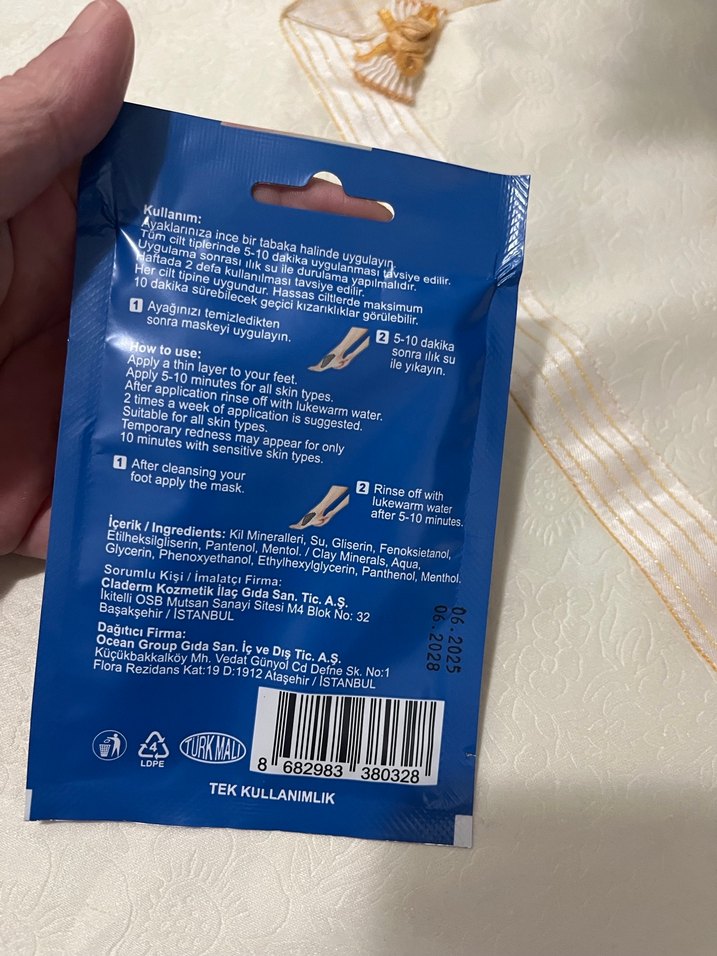 Kullanım:
Ayaklarınıza ince bir tabaka halinde uygulayın.
Tüm cilt tiplerinde 5-10 dakika uygulanması tavsiye edilir.
Uygulama sonrası ılık su ile durulama yapılmalıdır.
Haftada 2 defa kullanılması tavsiye edilir.
Her cilt tipine uygundur. Hassas ciltlerde maksimum
10 dakika sürebilecek geçici kızarıklıklar görülebilir.
1 Ayağınızı temizledikten
sonra maskeyi uygulayın.
2 5-10 dakika
sonra ılık su
ile yıkayın.
How to use:
Apply a thin layer to your feet.
Apply 5-10 minutes for all skin types.
After application rinse off with lukewarm water.
2 times a week of application is suggested.
Suitable for all skin types.
Temporary redness may appear for only
10 minutes with sensitive skin types.
1 After cleansing your
foot apply the mask.
2 Rinse off with
lukewarm water
after 5-10 minutes.
İçerik / Ingredients: Kil Mineralleri, Su, Gliserin, Fenoksietanol,
Etilheksilgliserin, Pantenol, Mentol. / Clay Minerals, Aqua,
Glycerin, Phenoxyethanol, Ethylhexylglycerin, Panthenol, Menthol.
Sorumlu Kişi / İmalatçı Firma:
Claderm Kozmetik İlaç Gıda San. Tic. A.Ş.
İkitelli OSB Mutsan Sanayi Sitesi M4 Blok No: 32
Başakşehir / İSTANBUL
Dağıtıcı Firma:
Ocean Group Gıda San. İç ve Dış Tic. A.Ş.
Küçükbakkalköy Mh. Vedat Günyol Cd Defne Sk. No:1
Flora Rezidans Kat:19 D:1912 Ataşehir / İSTANBUL
06.2025
06.2028
4
LDPE
TÜRK MALI
8 682983 380328
TEK KULLANIMLIK